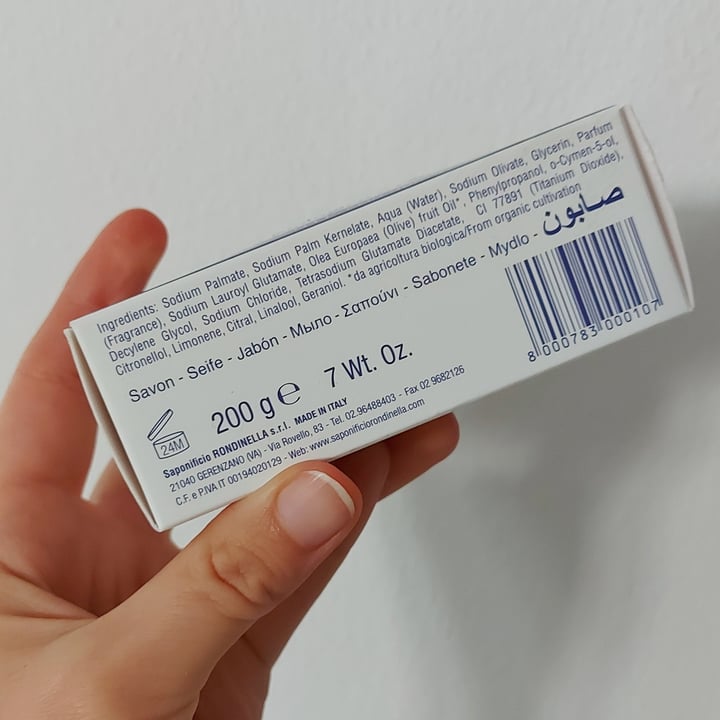 Ingredients: Sodium Palmate, Sodium Palm Kernelate, Aqua (Water), Sodium Olivate, Glycerin, Parfum
(Fragrance), Sodium Lauroyl Glutamate, Olea Europaea (Olive) fruit Oil*, Phenylpropanol, o-Cymen-5-ol,
Decylene Glycol, Sodium Chloride, Tetrasodium Glutamate Diacetate, CI 77891 (Titanium Dioxide),
Citronellol, Limonene, Citral, Linalool, Geraniol. *da agricoltura biologica/From organic cultivation
Savon - Seife - Jabón - Мыло - Σαπούνι - Sabonete - Mydło - صابون
8 000783 000107
24M
200 g ℮ 7 Wt. Oz.
Saponificio RONDINELLA s.r.l. MADE IN ITALY
21040 GERENZANO (VA) - Via Rovello, 83 - Tel. 02.96488403 - Fax 02.9682126
C.F. e P.IVA IT 00194020129 - Web: www.saponificiorondinella.com